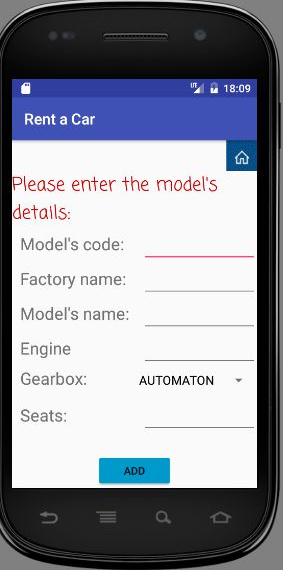 LTE 18:09
Rent a Car
Please enter the model's
details:
Model's code:
Factory name:
Model's name:
Engine
Gearbox: AUTOMATON
Seats:
ADD